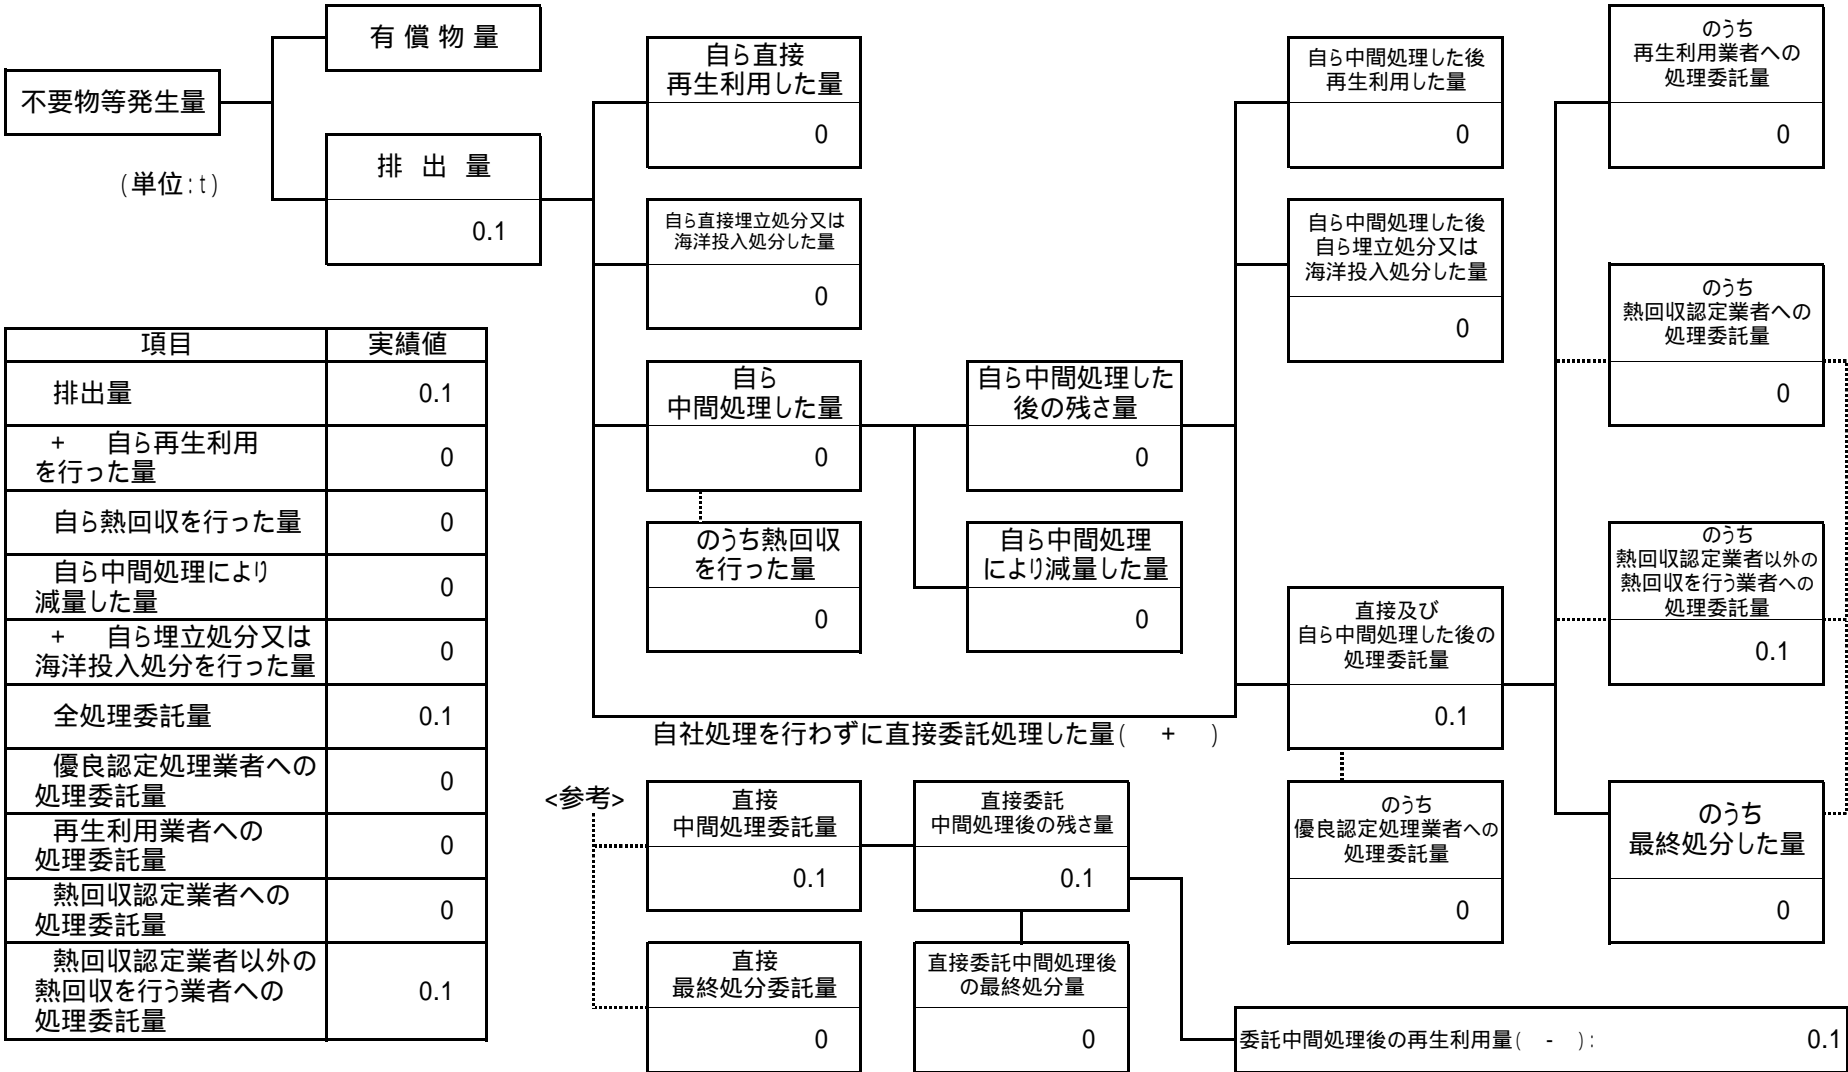 不要物等発生量
(単位:t)
有償物量
排出量
0.1
自ら直接
再生利用した量
0
自ら直接埋立処分又は
海洋投入処分した量
0
自ら
中間処理した量
0
のうち熱回収
を行った量
0
自ら中間処理した
後の残さ量
0
自ら中間処理
により減量した量
0
自ら中間処理した後
再生利用した量
0
自ら中間処理した後
自ら埋立処分又は
海洋投入処分した量
0
直接及び
自ら中間処理した後の
処理委託量
0.1
のうち
優良認定処理業者への
処理委託量
0
のうち
再生利用業者への
処理委託量
0
のうち
熱回収認定業者への
処理委託量
0
のうち
熱回収認定業者以外の
熱回収を行う業者への
処理委託量
0.1
のうち
最終処分した量
0
自社処理を行わずに直接委託処理した量( + )
<参考>
直接
中間処理委託量
0.1
直接委託
中間処理後の残さ量
0.1
直接
最終処分委託量
0
直接委託中間処理後
の最終処分量
0
委託中間処理後の再生利用量( - ): 0.1
項目 実績値
排出量 0.1
+ 自ら再生利用
を行った量 0
自ら熱回収を行った量 0
自ら中間処理により
減量した量 0
+ 自ら埋立処分又は
海洋投入処分を行った量 0
全処理委託量 0.1
優良認定処理業者への
処理委託量 0
再生利用業者への
処理委託量 0
熱回収認定業者への
処理委託量 0
熱回収認定業者以外の
熱回収を行う業者への 0.1
処理委託量